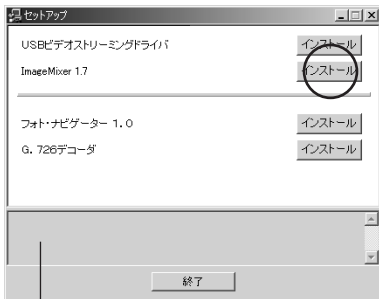 セットアップ
USBビデオストリーミングドライバ インストール
ImageMixer 1.7 インストール
フォト・ナビゲーター 1.0 インストール
G. 726デコーダ インストール
終了